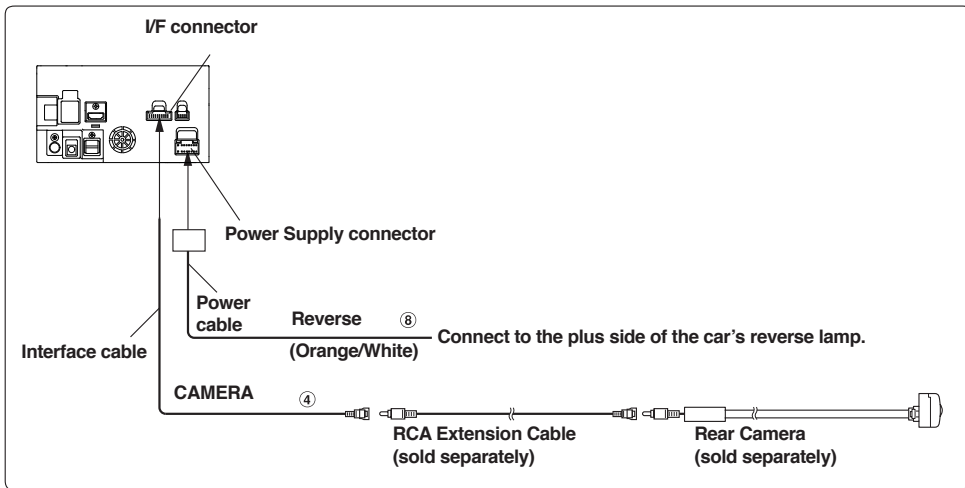 I/F connector
Power Supply connector
Power
cable
Reverse
⑧
Connect to the plus side of the car’s reverse lamp.
(Orange/White)
Interface cable
CAMERA
④
RCA Extension Cable
(sold separately)
Rear Camera
(sold separately)